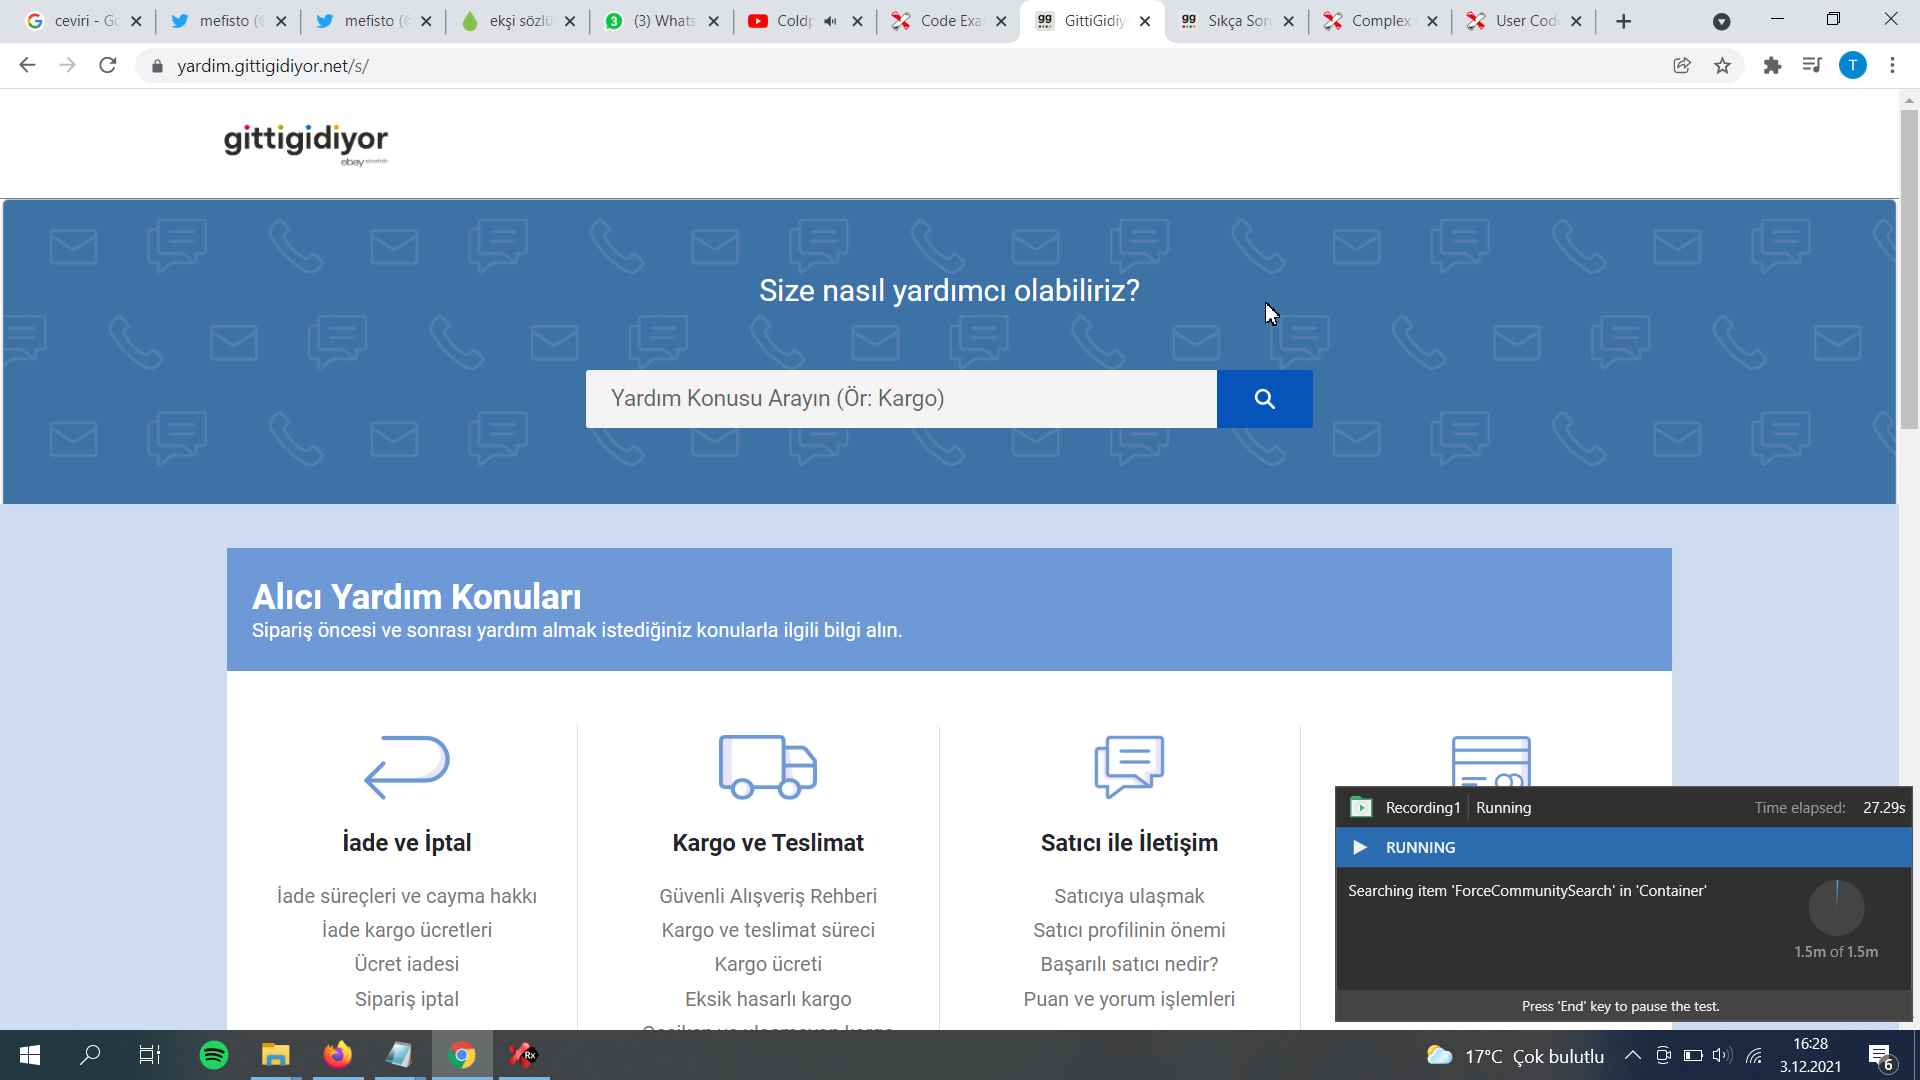 ceviri - Go
mefisto (@
mefisto (@
ekşi sözlü
(3) Whats
Coldp
Code Exa
GittiGidiy
Sıkça Sor
Complex
User Cod
yardim.gittigidiyor.net/s/
T
gittigidiyor
ebay
Size nasıl yardımcı olabiliriz?
Yardım Konusu Arayın (Ör: Kargo)
Alıcı Yardım Konuları
Sipariş öncesi ve sonrası yardım almak istediğiniz konularla ilgili bilgi alın.
İade ve İptal
İade süreçleri ve cayma hakkı
İade kargo ücretleri
Ücret iadesi
Sipariş iptal
Kargo ve Teslimat
Güvenli Alışveriş Rehberi
Kargo ve teslimat süreci
Kargo ücreti
Eksik hasarlı kargo
Satıcı ile İletişim
Satıcıya ulaşmak
Satıcı profilinin önemi
Başarılı satıcı nedir?
Puan ve yorum işlemleri
Recording1 Running Time elapsed: 27.29s
RUNNING
Searching item 'ForceCommunitySearch' in 'Container'
1.5m of 1.5m
Press 'End' key to pause the test.
Rx
17°C Çok bulutlu
16:28
3.12.2021
6